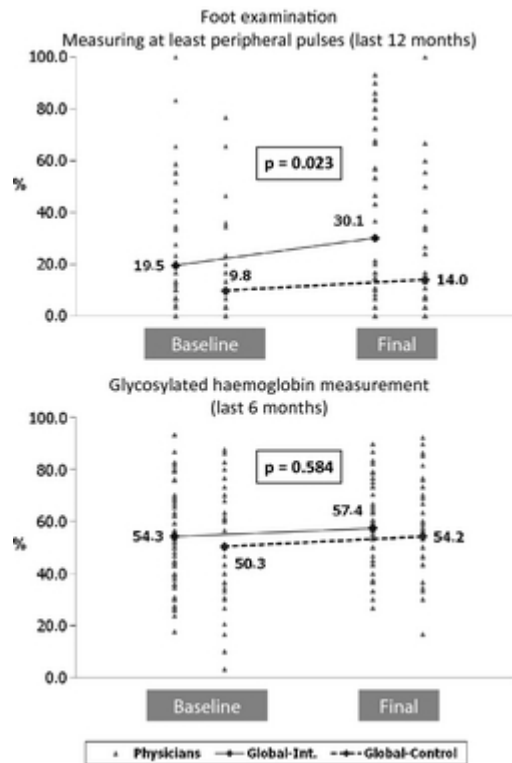 Foot examination
Measuring at least peripheral pulses (last 12 months)
100.0
80.0
60.0
%
40.0
20.0
0.0
p = 0.023
19.5
9.8
30.1
14.0
Baseline
Final
Glycosylated haemoglobin measurement
(last 6 months)
100.0
80.0
60.0
%
40.0
20.0
0.0
p = 0.584
54.3
50.3
57.4
54.2
Baseline
Final
Physicians Global-Int. Global-Control